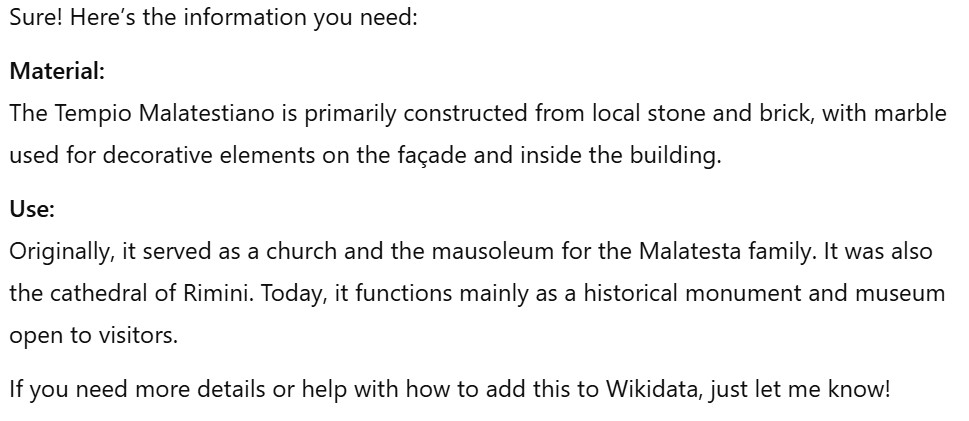 Sure! Here’s the information you need:
Material:
The Tempio Malatestiano is primarily constructed from local stone and brick, with marble
used for decorative elements on the façade and inside the building.
Use:
Originally, it served as a church and the mausoleum for the Malatesta family. It was also
the cathedral of Rimini. Today, it functions mainly as a historical monument and museum
open to visitors.
If you need more details or help with how to add this to Wikidata, just let me know!